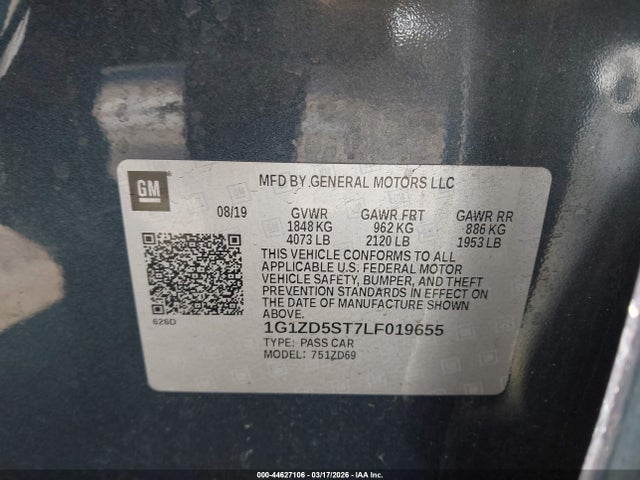 GM
MFD BY GENERAL MOTORS LLC
08/19 GVWR GAWR FRT GAWR RR
1848 KG 962 KG 886 KG
4073 LB 2120 LB 1953 LB
THIS VEHICLE CONFORMS TO ALL
APPLICABLE U.S. FEDERAL MOTOR
VEHICLE SAFETY, BUMPER, AND THEFT
PREVENTION STANDARDS IN EFFECT ON
THE DATE OF MANUFACTURE SHOWN
ABOVE.
626D
1G1ZD5ST7LF019655
TYPE: PASS CAR
MODEL: 751ZD69
000-44627106 — 03/17/2026 — IAA Inc.